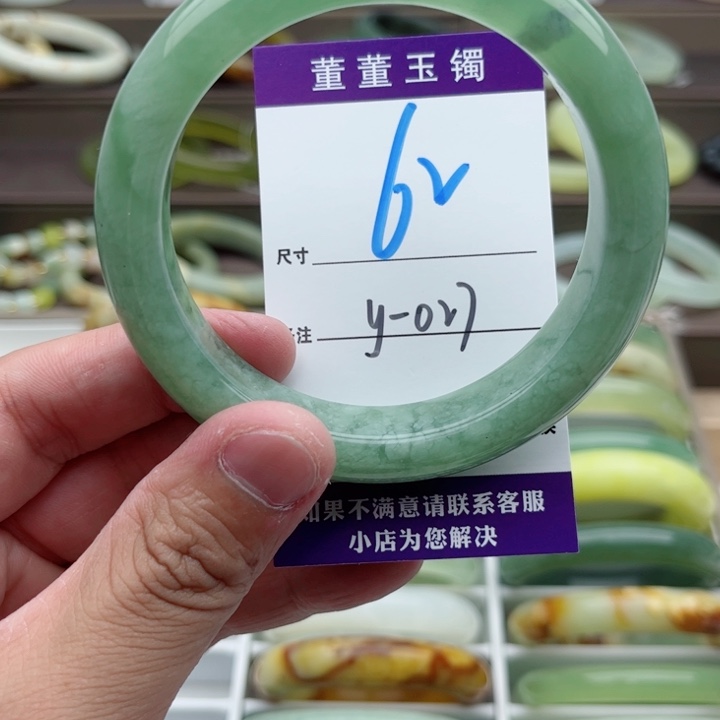 董董玉镯
尺寸 62
注 y-027
如果不满意请联系客服
小店为您解决